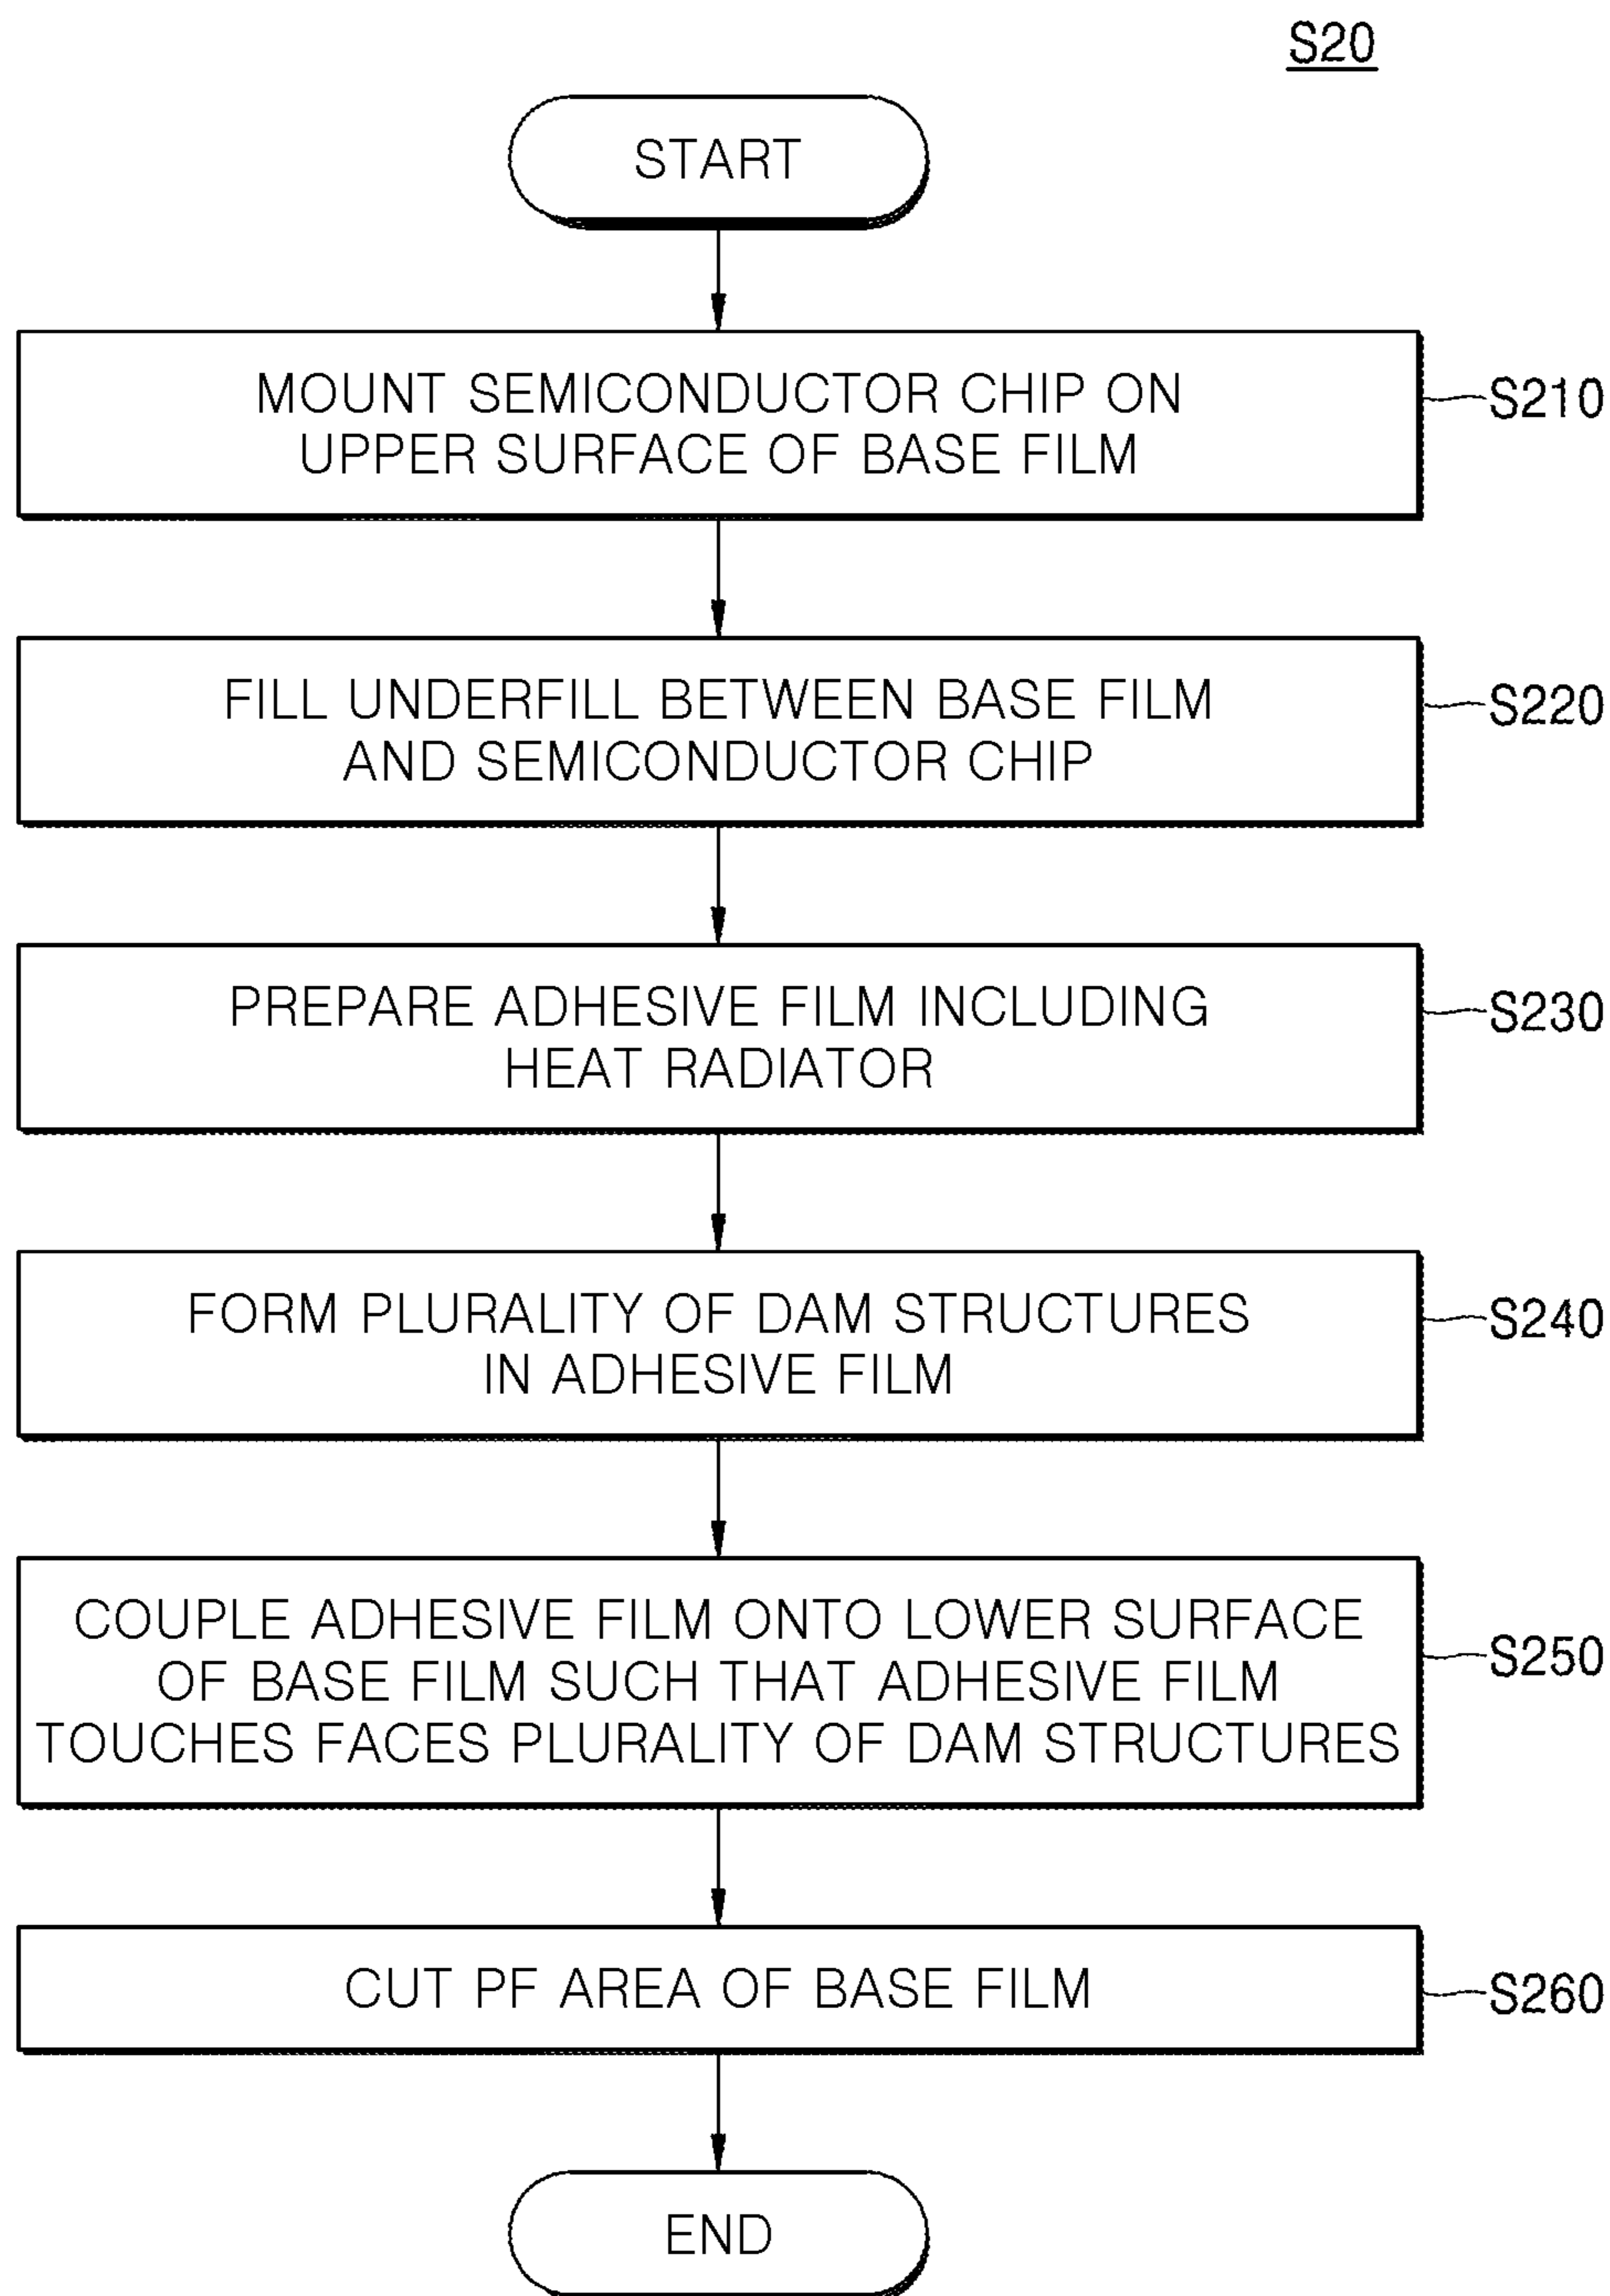 S20
START
MOUNT SEMICONDUCTOR CHIP ON
UPPER SURFACE OF BASE FILM
S210
FILL UNDERFILL BETWEEN BASE FILM
AND SEMICONDUCTOR CHIP
S220
PREPARE ADHESIVE FILM INCLUDING
HEAT RADIATOR
S230
FORM PLURALITY OF DAM STRUCTURES
IN ADHESIVE FILM
S240
COUPLE ADHESIVE FILM ONTO LOWER SURFACE
OF BASE FILM SUCH THAT ADHESIVE FILM
TOUCHES FACES PLURALITY OF DAM STRUCTURES
S250
CUT PF AREA OF BASE FILM
S260
END